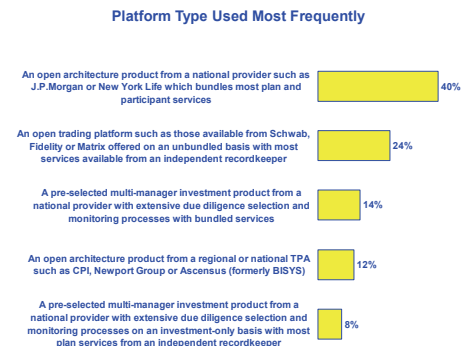 Platform Type Used Most Frequently
An open architecture product from a national provider such as
J.P.Morgan or New York Life which bundles most plan and
participant services
40%
An open trading platform such as those available from Schwab,
Fidelity or Matrix offered on an unbundled basis with most
services available from an independent recordkeeper
24%
A pre-selected multi-manager investment product from a
national provider with extensive due diligence selection and
monitoring processes with bundled services
14%
An open architecture product from a regional or national TPA
such as CPI, Newport Group or Ascensus (formerly BISYS)
12%
A pre-selected multi-manager investment product from a
national provider with extensive due diligence selection and
monitoring processes on an investment-only basis with most
plan services from an independent recordkeeper
8%